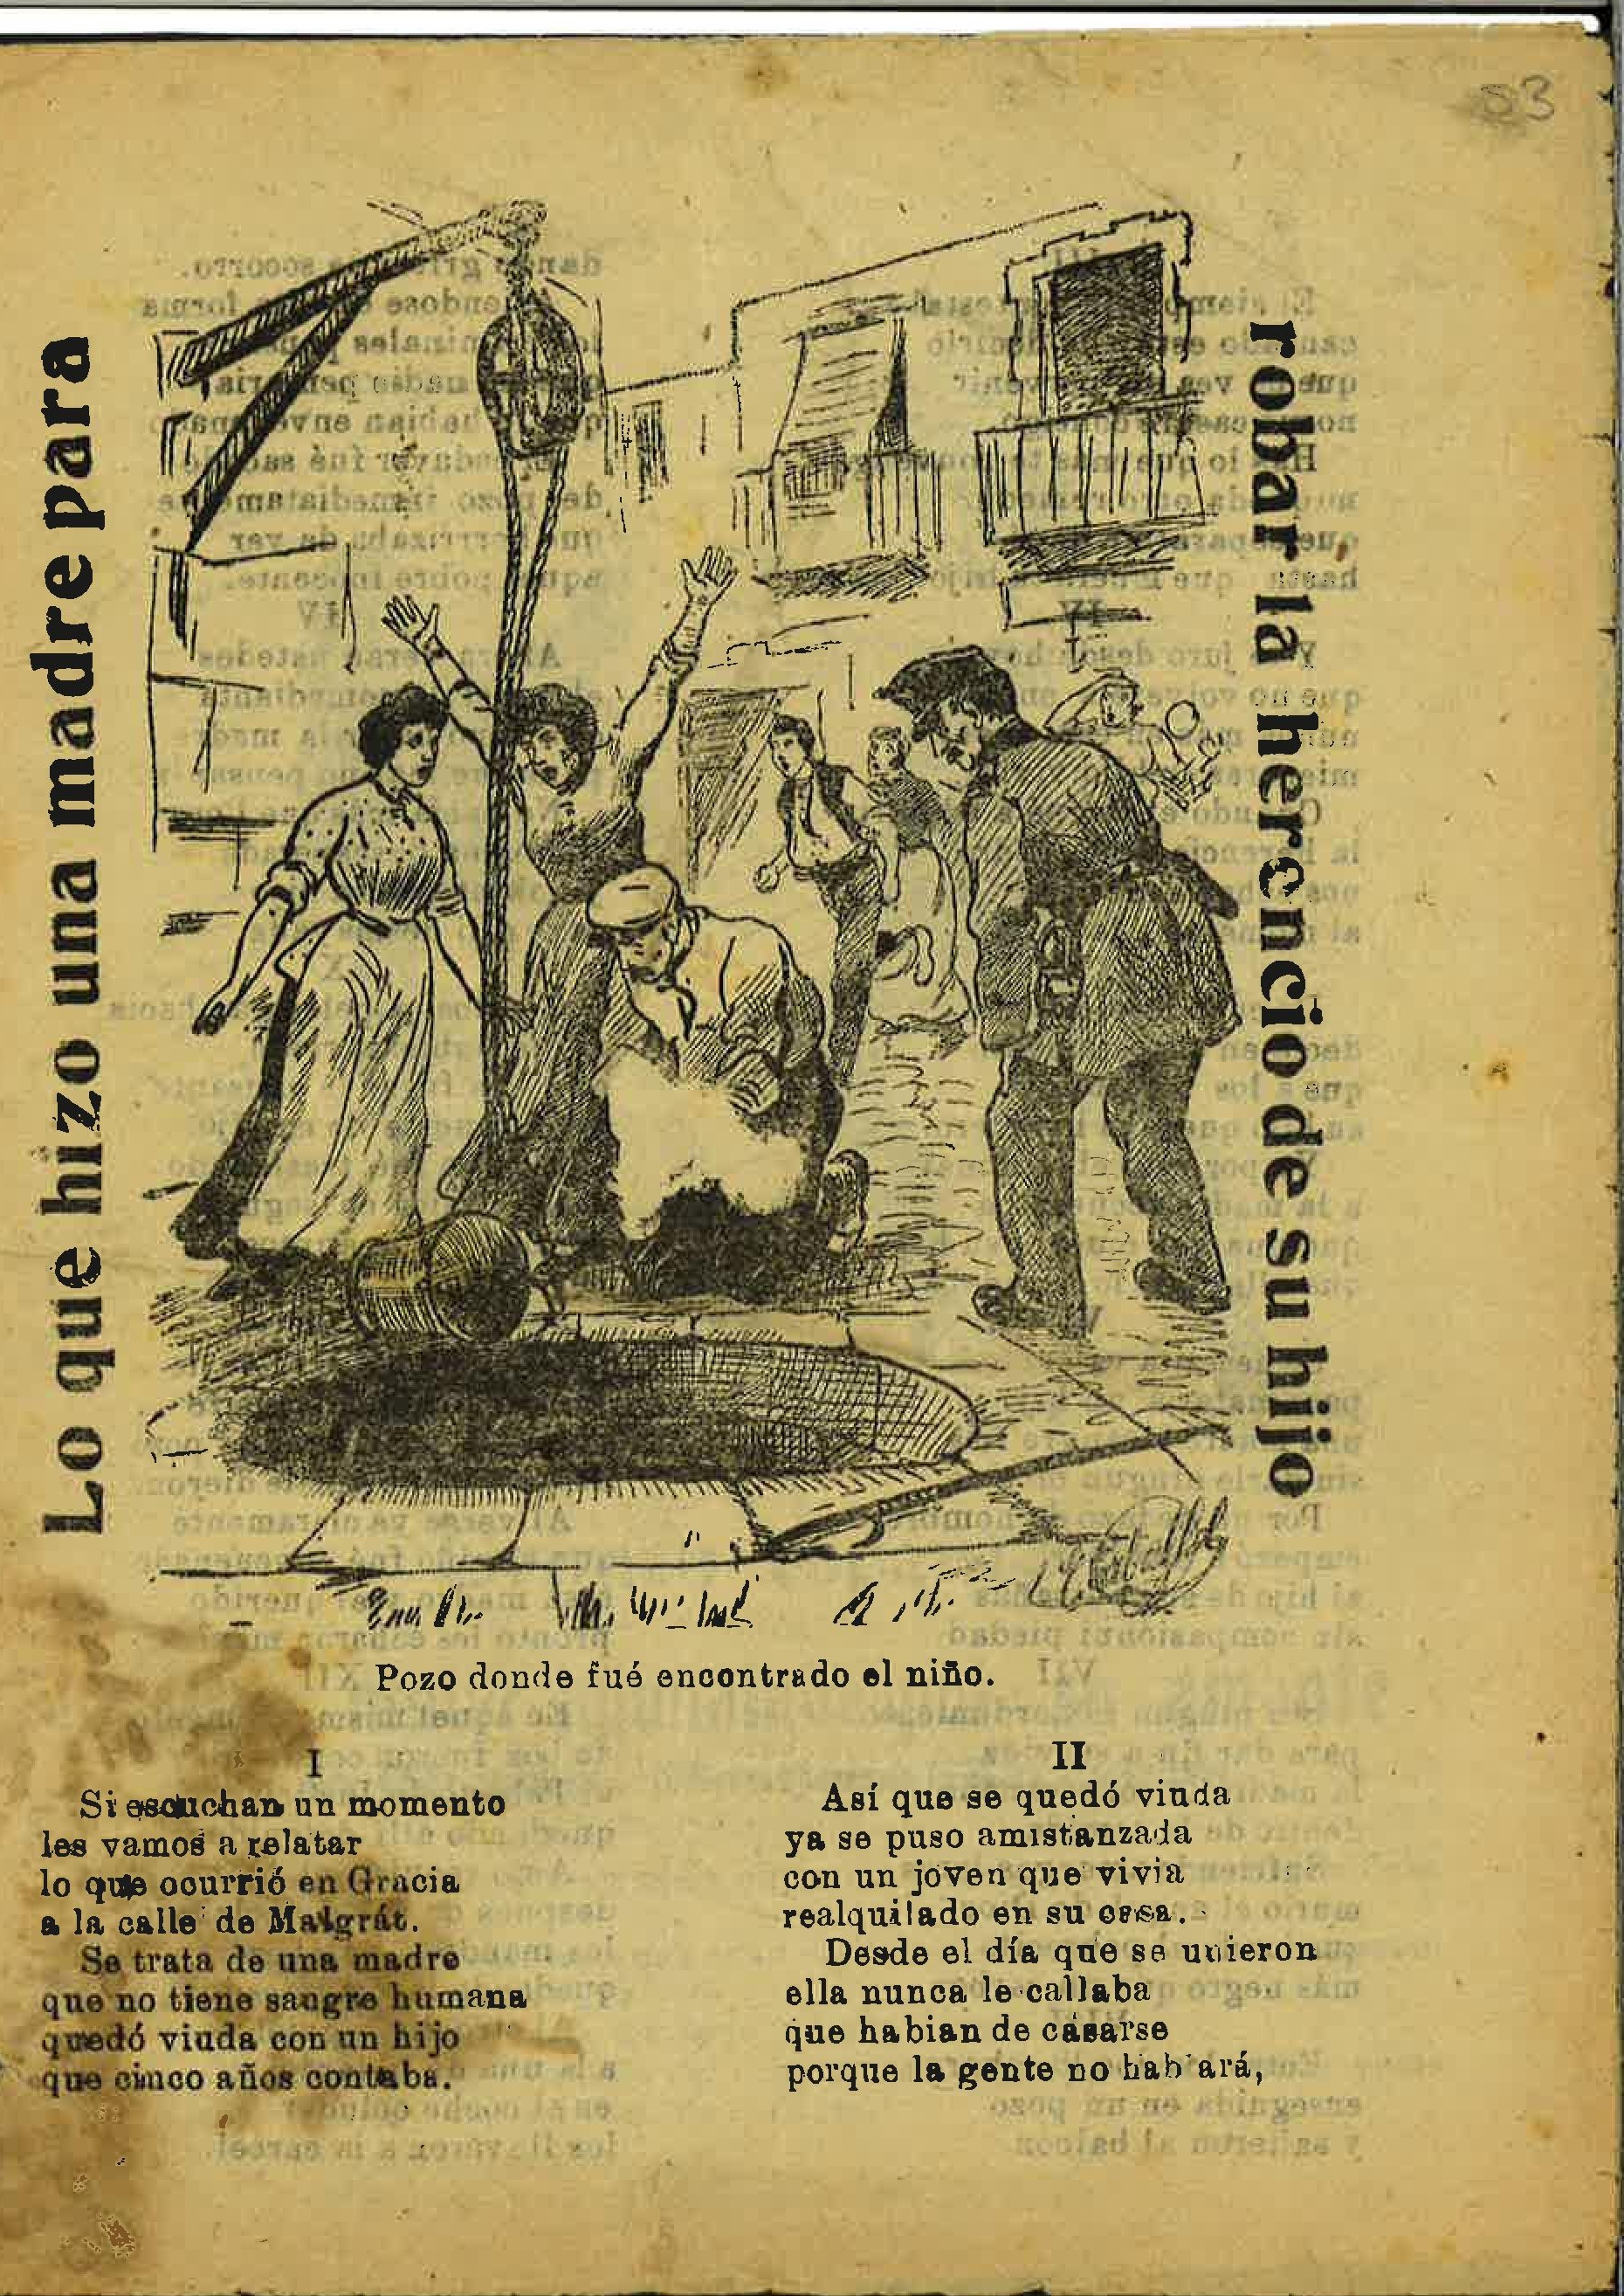 Lo que hizo una madre para
robar la herencio de su hijo
Pozo donde fué encontrado el niño.
I
Si escuchan un momento
les vamos a relatar
lo que ocurrió en Gracia
a la calle de Malgrát.
Se trata de una madre
que no tiene sangre humana
quedó viuda con un hijo
que cinco años contaba.
II
Así que se quedó viuda
ya se puso amistanzada
con un joven que vivia
realquilado en su casa.
Desde el día que se unieron
ella nunca le callaba
que habian de casarse
porque la gente no hab'ará,